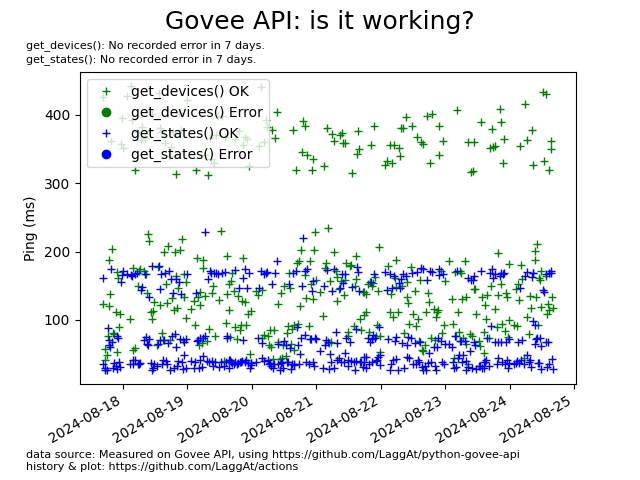 Govee API: is it working?
get_devices(): No recorded error in 7 days.
get_states(): No recorded error in 7 days.
get_devices() OK
get_devices() Error
get_states() OK
get_states() Error
Ping (ms)
400
300
200
100
2024-08-18
2024-08-19
2024-08-20
2024-08-21
2024-08-22
2024-08-23
2024-08-24
2024-08-25
data source: Measured on Govee API, using https://github.com/LaggAt/python-govee-api
history & plot: https://github.com/LaggAt/actions